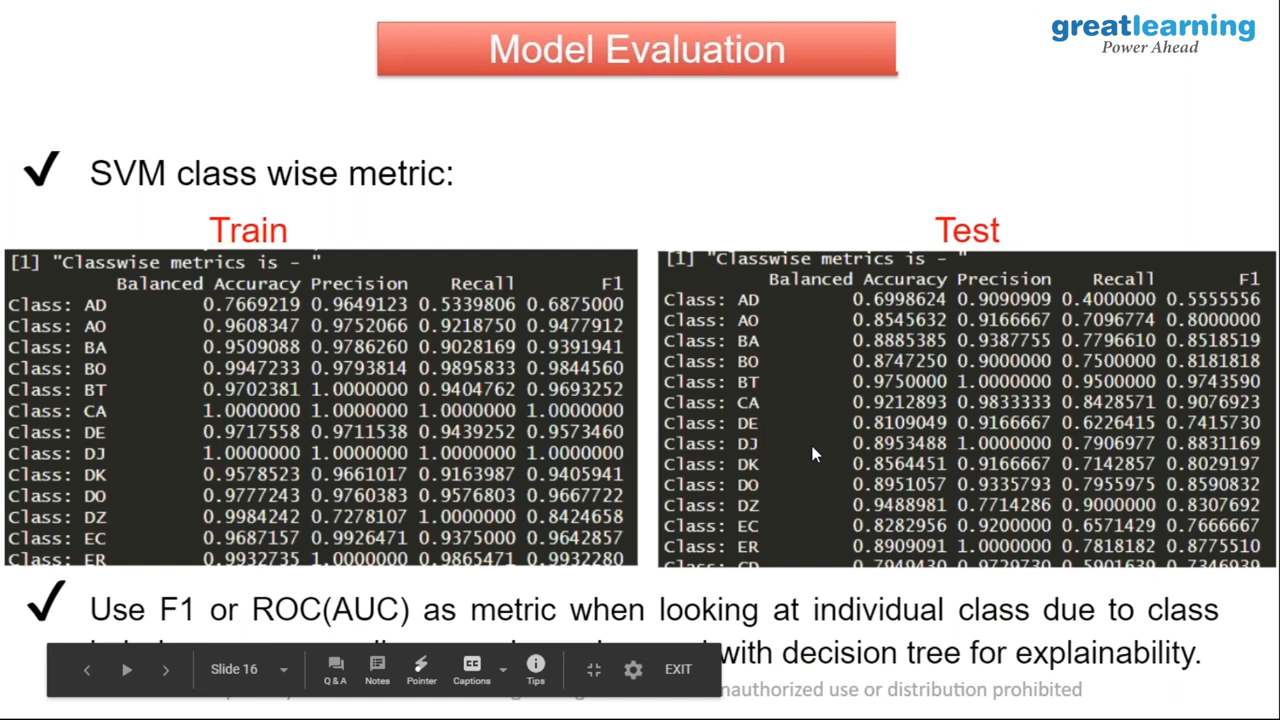 greatlearning
Power Ahead
Model Evaluation
✔ SVM class wise metric:
Train
[1] "Classwise metrics is - "
Balanced Accuracy Precision Recall F1
Class: AD 0.7669219 0.9649123 0.5339806 0.6875000
Class: AO 0.9608347 0.9752066 0.9218750 0.9477912
Class: BA 0.9509088 0.9786260 0.9028169 0.9391941
Class: BO 0.9947233 0.9793814 0.9895833 0.9844560
Class: BT 0.9702381 1.0000000 0.9404762 0.9693252
Class: CA 1.0000000 1.0000000 1.0000000 1.0000000
Class: DE 0.9717558 0.9711538 0.9439252 0.9573460
Class: DJ 1.0000000 1.0000000 1.0000000 1.0000000
Class: DK 0.9578523 0.9661017 0.9163987 0.9405941
Class: DO 0.9777243 0.9760383 0.9576803 0.9667722
Class: DZ 0.9984242 0.7278107 1.0000000 0.8424658
Class: EC 0.9687157 0.9926471 0.9375000 0.9642857
Class: ER 0.9932735 1.0000000 0.9865471 0.9932280
Test
[1] "Classwise metrics is - "
Balanced Accuracy Precision Recall F1
Class: AD 0.6998624 0.9090909 0.4000000 0.5555556
Class: AO 0.8545632 0.9166667 0.7096774 0.8000000
Class: BA 0.8885385 0.9387755 0.7796610 0.8518519
Class: BO 0.8747250 0.9000000 0.7500000 0.8181818
Class: BT 0.9750000 1.0000000 0.9500000 0.9743590
Class: CA 0.9212893 0.9833333 0.8428571 0.9076923
Class: DE 0.8109049 0.9166667 0.6226415 0.7415730
Class: DJ 0.8953488 1.0000000 0.7906977 0.8831169
Class: DK 0.8564451 0.9166667 0.7142857 0.8029197
Class: DO 0.8951057 0.9335793 0.7955975 0.8590832
Class: DZ 0.9488981 0.7714286 0.9000000 0.8307692
Class: EC 0.8282956 0.9200000 0.6571429 0.7666667
Class: ER 0.8909091 1.0000000 0.7818182 0.8775510
✔ Use F1 or ROC(AUC) as metric when looking at individual class due to class
with decision tree for explainability.
unauthorized use or distribution prohibited
Slide 16
Q & A
Notes
Pointer
Captions
Tips
EXIT